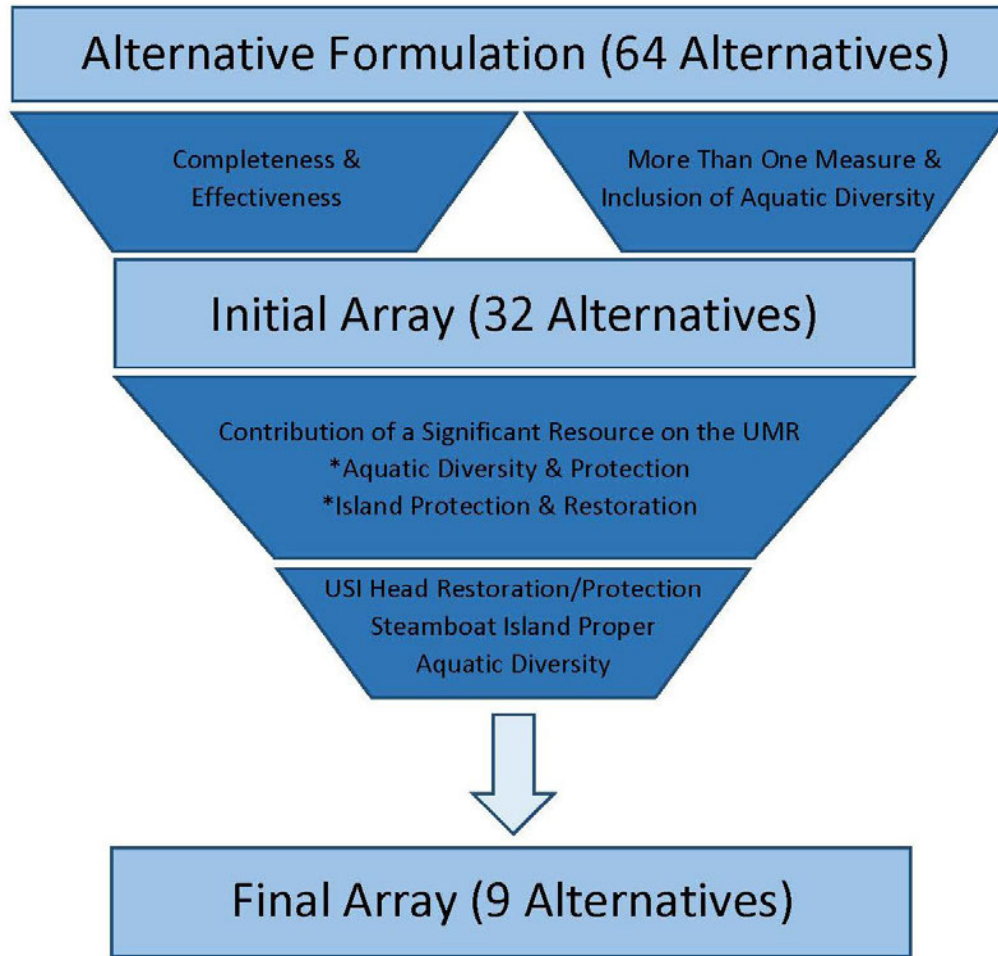 Alternative Formulation (64 Alternatives)
Completeness &
Effectiveness
More Than One Measure &
Inclusion of Aquatic Diversity
Initial Array (32 Alternatives)
Contribution of a Significant Resource on the UMR
*Aquatic Diversity & Protection
*Island Protection & Restoration
USI Head Restoration/Protection
Steamboat Island Proper
Aquatic Diversity
Final Array (9 Alternatives)